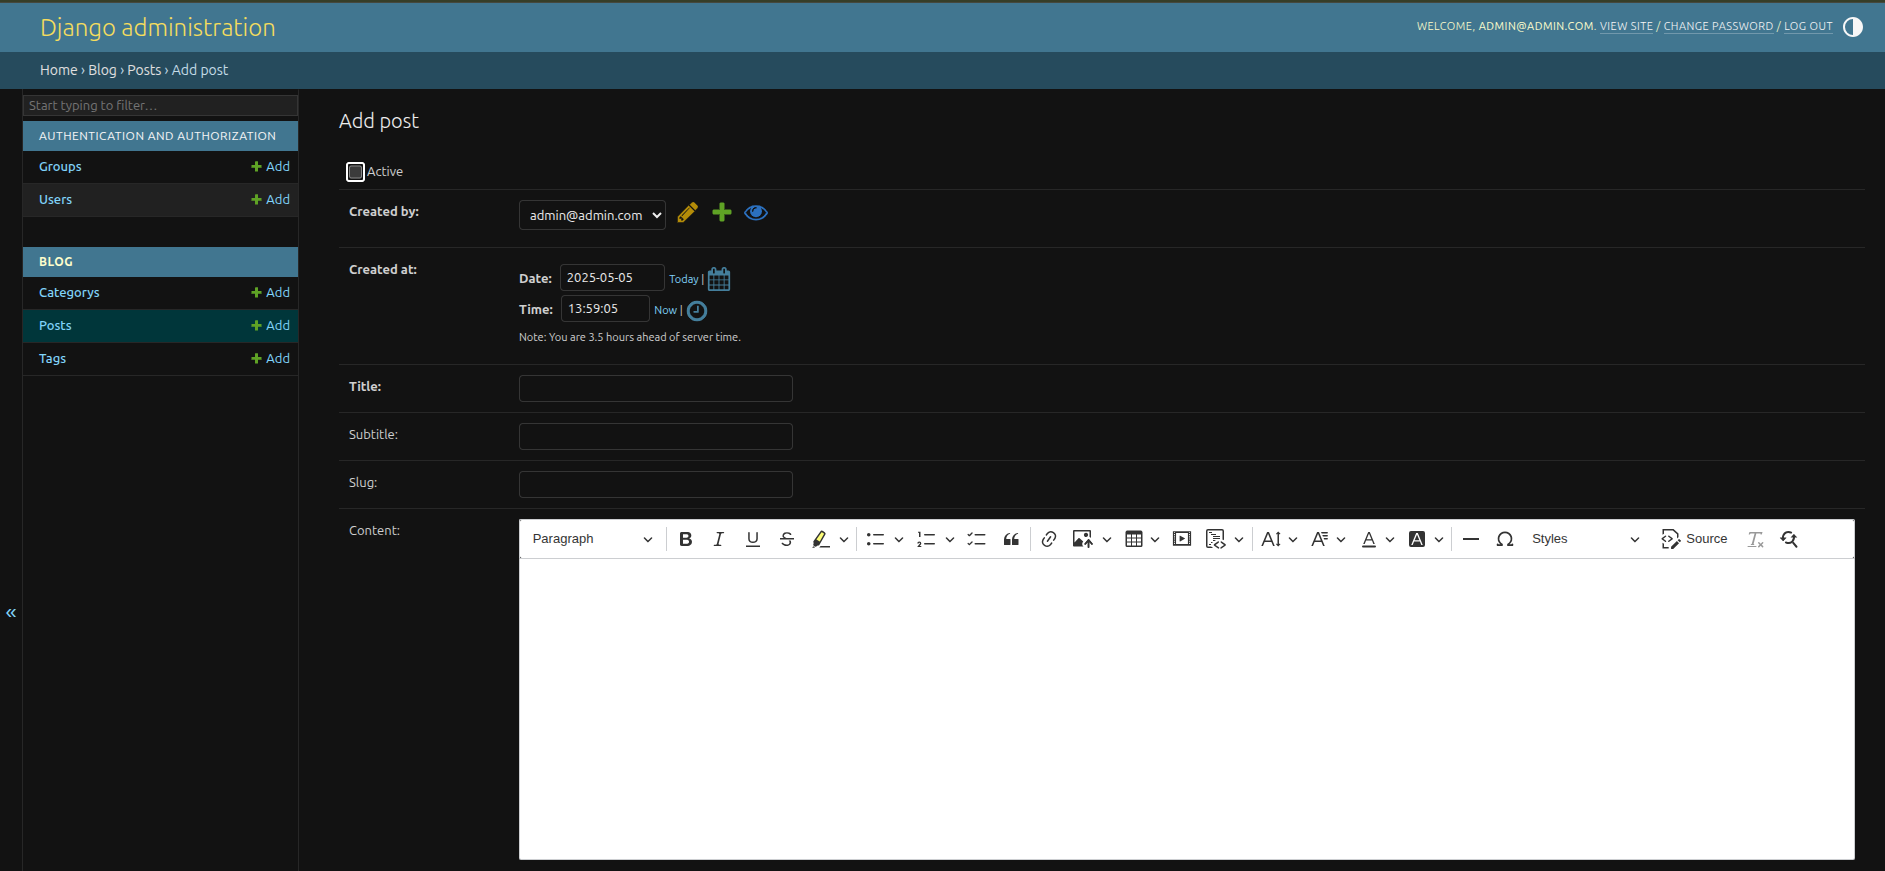 Django administration
WELCOME, ADMIN@ADMIN.COM. VIEW SITE / CHANGE PASSWORD / LOG OUT
Home › Blog › Posts › Add post
Start typing to filter…
AUTHENTICATION AND AUTHORIZATION
Groups Add
Users Add
BLOG
Categorys Add
Posts Add
Tags Add
«
Add post
Active
Created by: admin@admin.com
Created at:
Date: 2025-05-05 Today |
Time: 13:59:05 Now |
Note: You are 3.5 hours ahead of server time.
Title:
Subtitle:
Slug:
Content:
Paragraph B I U S A A A A Ω Styles Source Tx